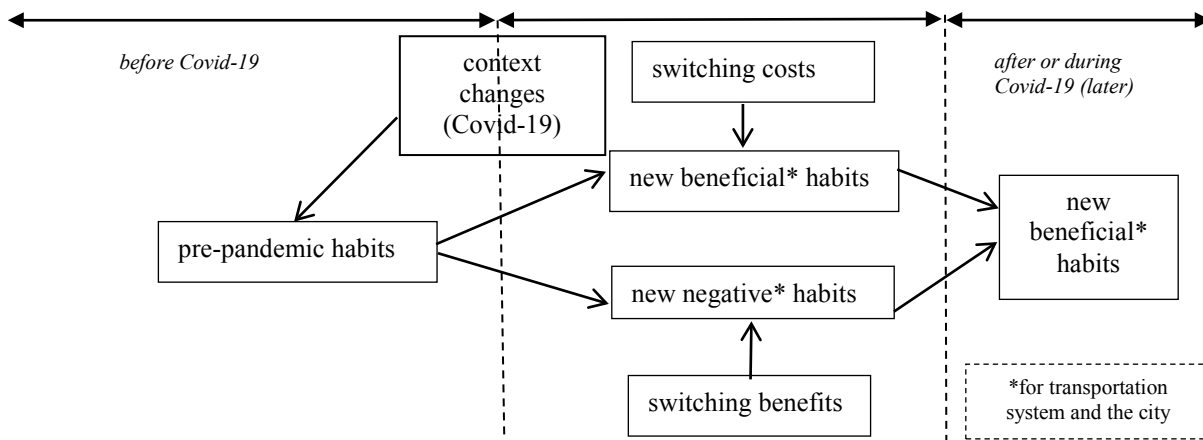 before Covid-19
context
changes
(Covid-19)
switching costs
after or during
Covid-19 (later)
new beneficial* habits
pre-pandemic habits
new
beneficial*
habits
new negative* habits
switching benefits
*for transportation
system and the city